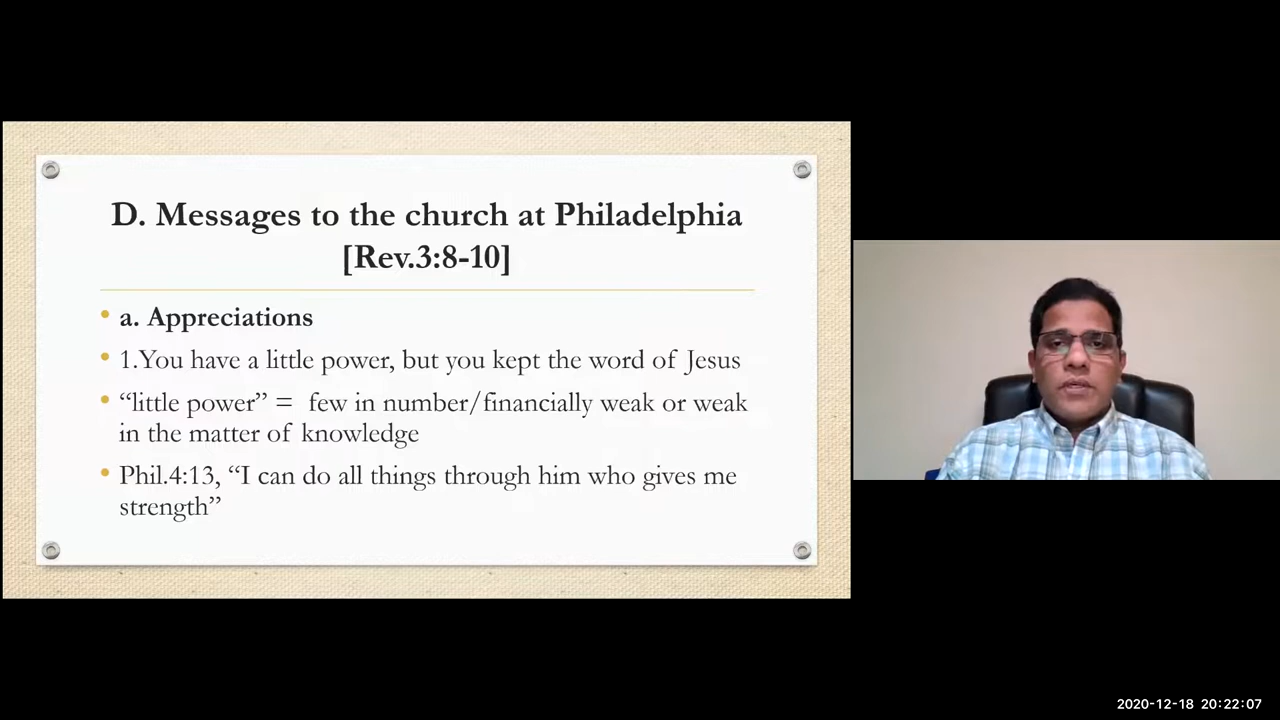 D. Messages to the church at Philadelphia
[Rev.3:8-10]
• a. Appreciations
• 1.You have a little power, but you kept the word of Jesus
• “little power” = few in number/financially weak or weak
in the matter of knowledge
• Phil.4:13, “I can do all things through him who gives me
strength”
2020-12-18 20:22:07